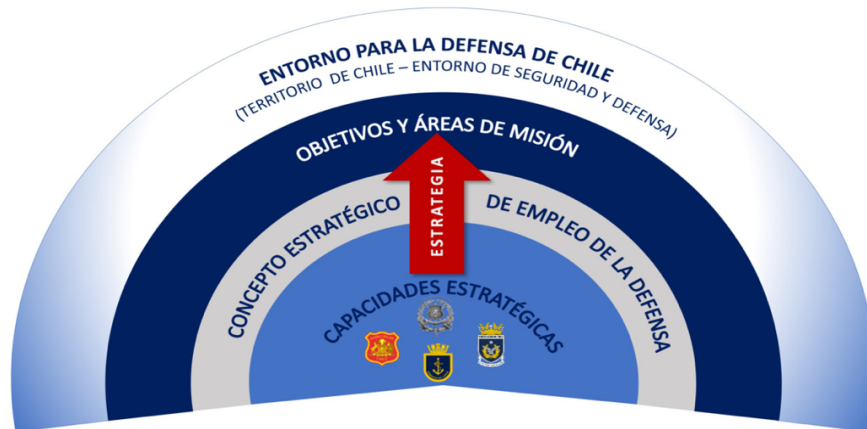 ENTORNO PARA LA DEFENSA DE CHILE
(TERRITORIO DE CHILE – ENTORNO DE SEGURIDAD Y DEFENSA)
OBJETIVOS Y ÁREAS DE MISIÓN
ESTRATEGIA
CONCEPTO ESTRATÉGICO DE EMPLEO DE LA DEFENSA
CAPACIDADES ESTRATÉGICAS